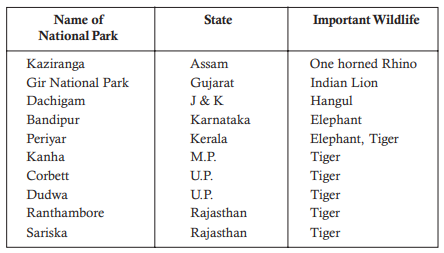 Name of National Park State Important Wildlife
Kaziranga Assam One horned Rhino
Gir National Park Gujarat Indian Lion
Dachigam J & K Hangul
Bandipur Karnataka Elephant
Periyar Kerala Elephant, Tiger
Kanha M.P. Tiger
Corbett U.P. Tiger
Dudwa U.P. Tiger
Ranthambore Rajasthan Tiger
Sariska Rajasthan Tiger